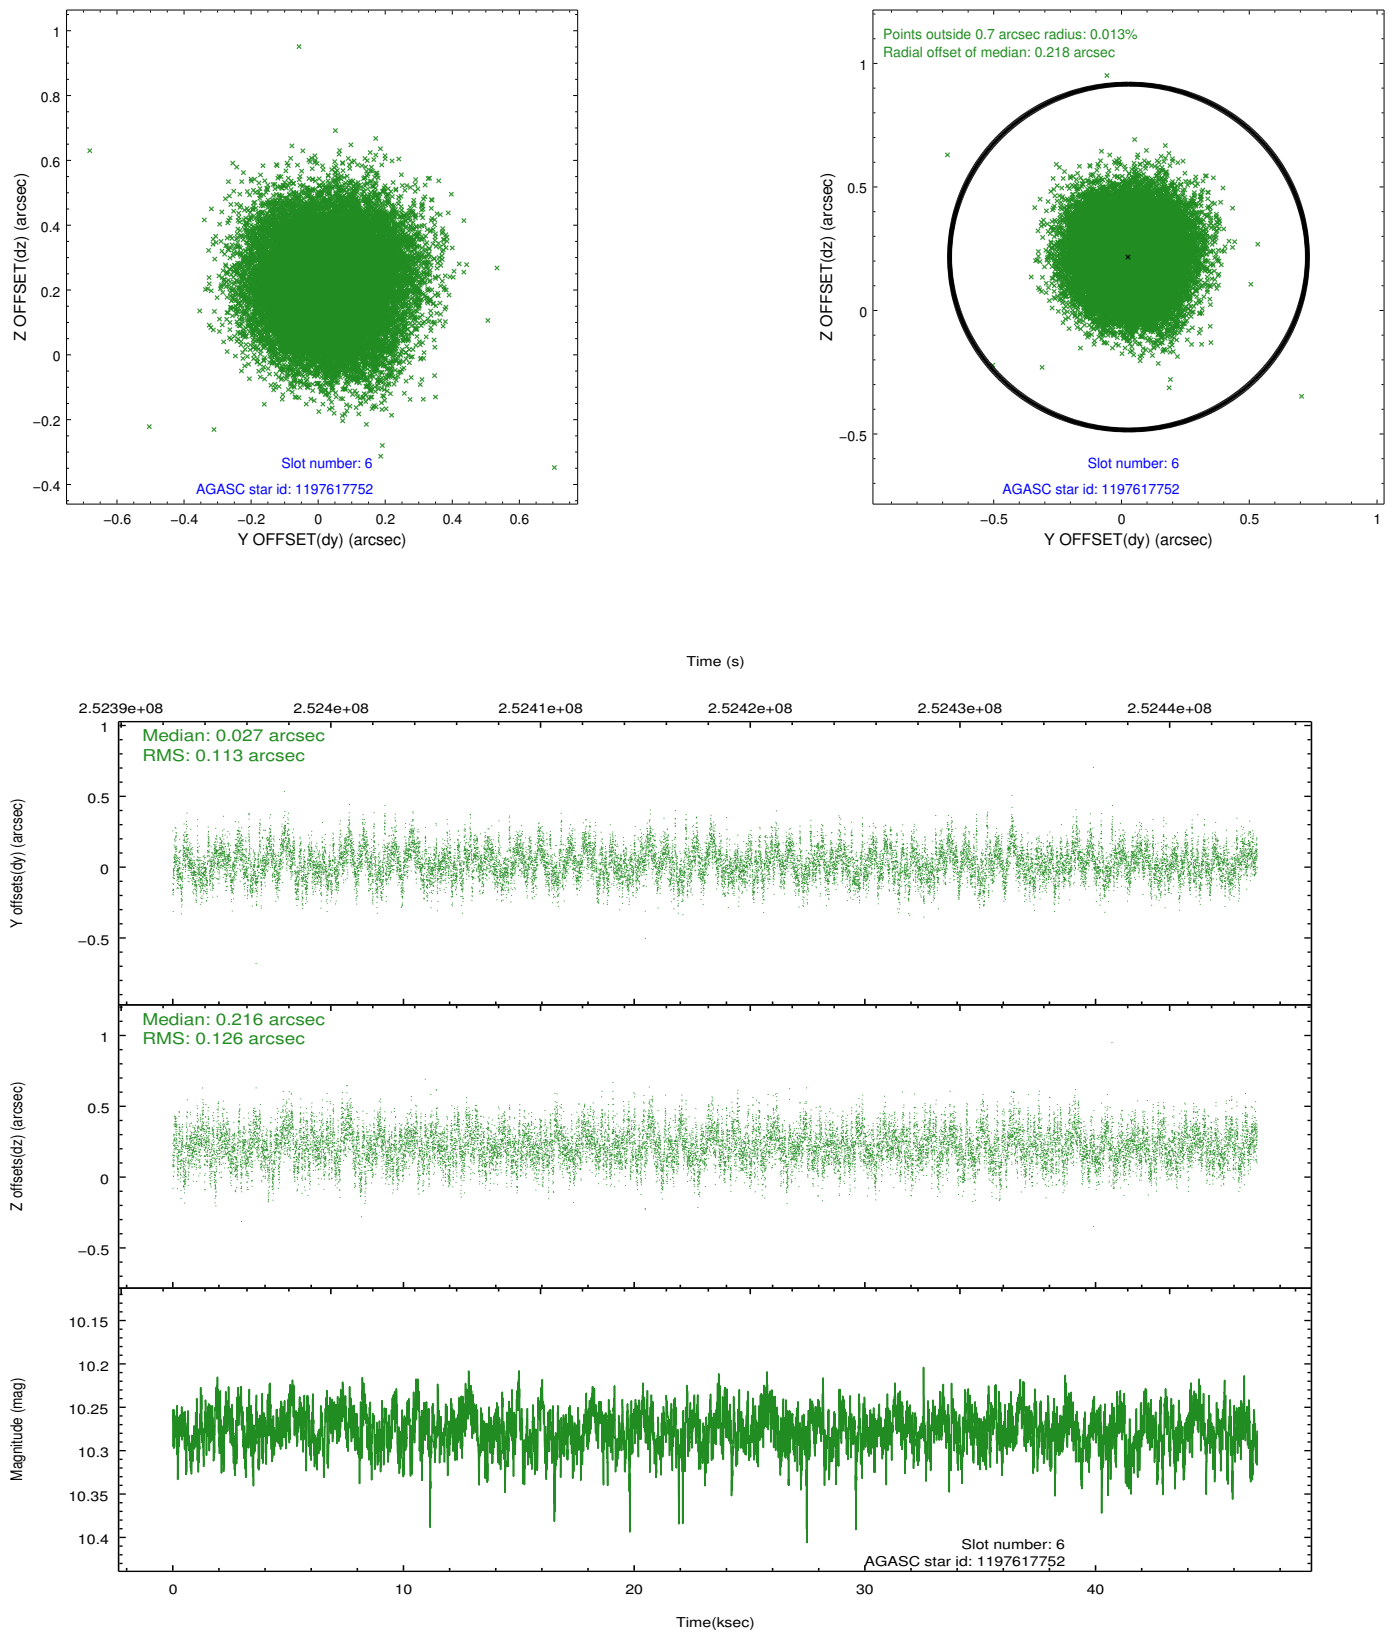 1
0.8
0.6
0.4
0.2
0
−0.2
−0.4
Z OFFSET(dz) (arcsec)
Slot number: 6
AGASC star id: 1197617752
−0.6 −0.4 −0.2 0 0.2 0.4 0.6
Y OFFSET(dy) (arcsec)
Points outside 0.7 arcsec radius: 0.013%
Radial offset of median: 0.218 arcsec
1
0.5
0
−0.5
Z OFFSET(dz) (arcsec)
Slot number: 6
AGASC star id: 1197617752
−0.5 0 0.5 1
Y OFFSET(dy) (arcsec)
Time (s)
2.5239e+08 2.524e+08 2.5241e+08 2.5242e+08 2.5243e+08 2.5244e+08
Median: 0.027 arcsec
RMS: 0.113 arcsec
1
0.5
0
−0.5
Y offsets(dy) (arcsec)
Median: 0.216 arcsec
RMS: 0.126 arcsec
1
0.5
0
−0.5
Z offsets(dz) (arcsec)
10.15
10.2
10.25
10.3
10.35
10.4
Magnitude (mag)
Slot number: 6
AGASC star id: 1197617752
0 10 20 30 40
Time(ksec)